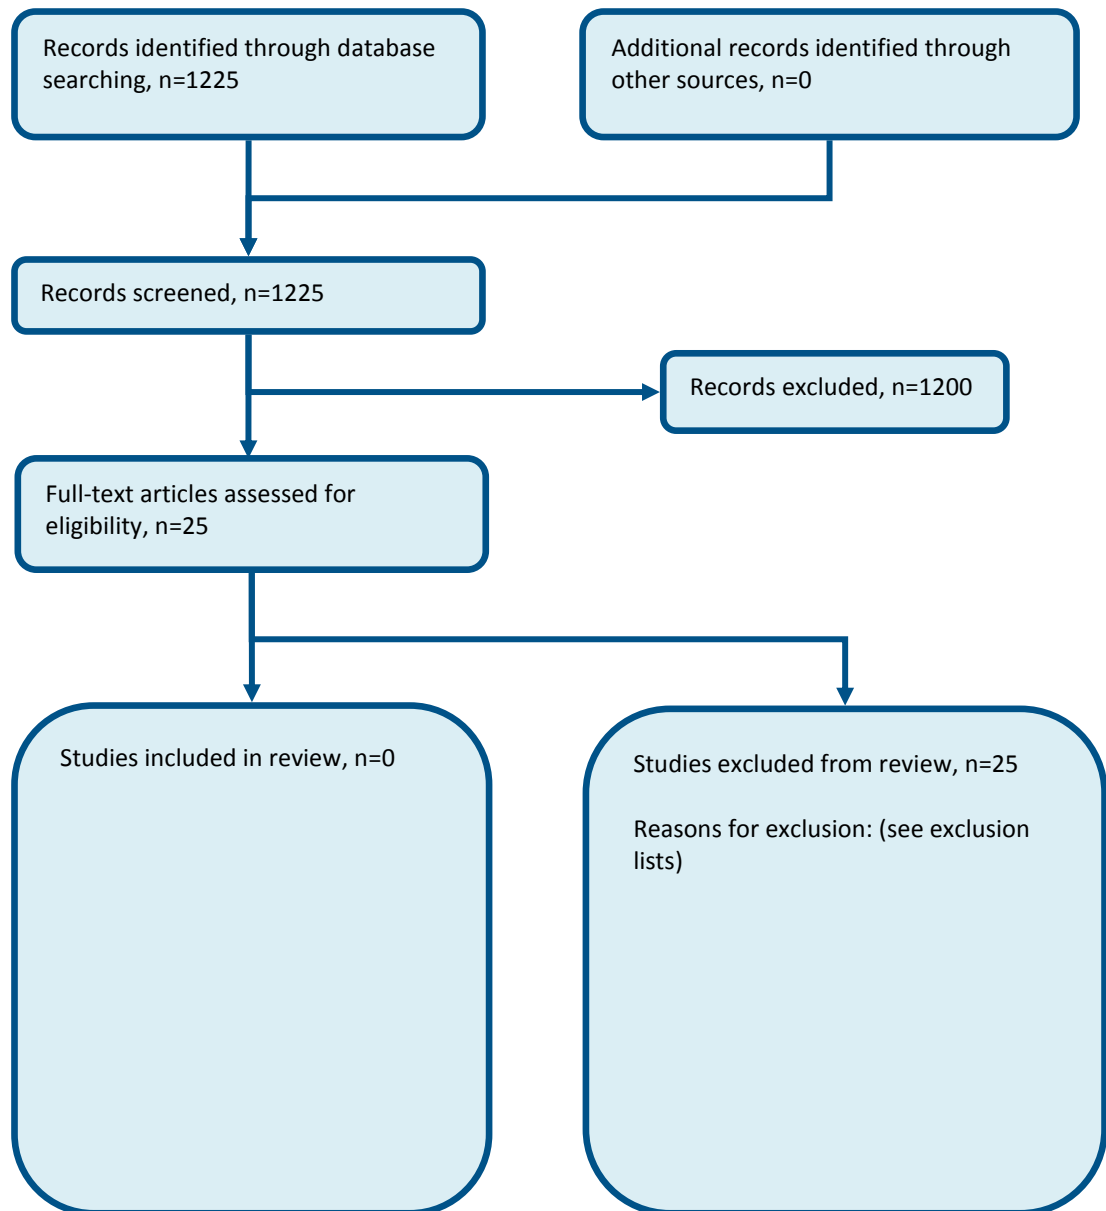 Records identified through database
searching, n=1225
Additional records identified through
other sources, n=0
Records screened, n=1225
Records excluded, n=1200
Full-text articles assessed for
eligibility, n=25
Studies included in review, n=0
Studies excluded from review, n=25
Reasons for exclusion: (see exclusion
lists)